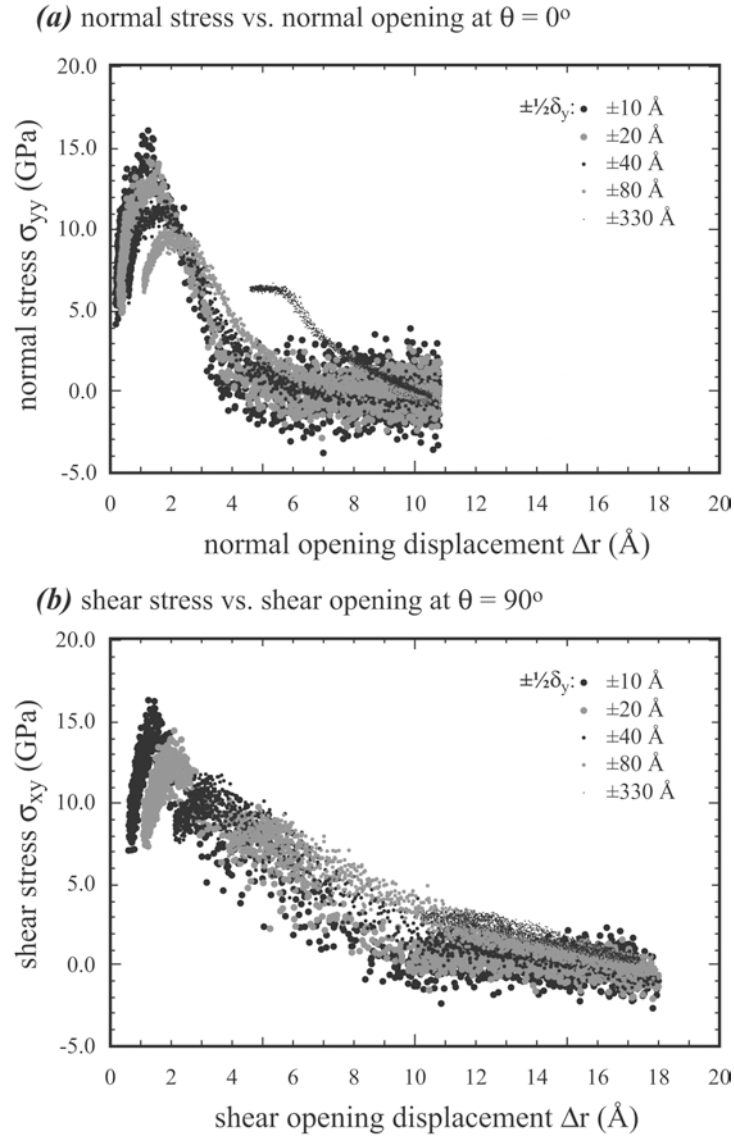 (a) normal stress vs. normal opening at θ = 0º
20.0
15.0
10.0
5.0
0.0
-5.0
normal stress σyy (GPa)
±½δy: ±10 Å
±20 Å
±40 Å
±80 Å
±330 Å
0 2 4 6 8 10 12 14 16 18 20
normal opening displacement Δr (Å)
(b) shear stress vs. shear opening at θ = 90º
20.0
15.0
10.0
5.0
0.0
-5.0
shear stress σxy (GPa)
±½δy: ±10 Å
±20 Å
±40 Å
±80 Å
±330 Å
0 2 4 6 8 10 12 14 16 18 20
shear opening displacement Δr (Å)